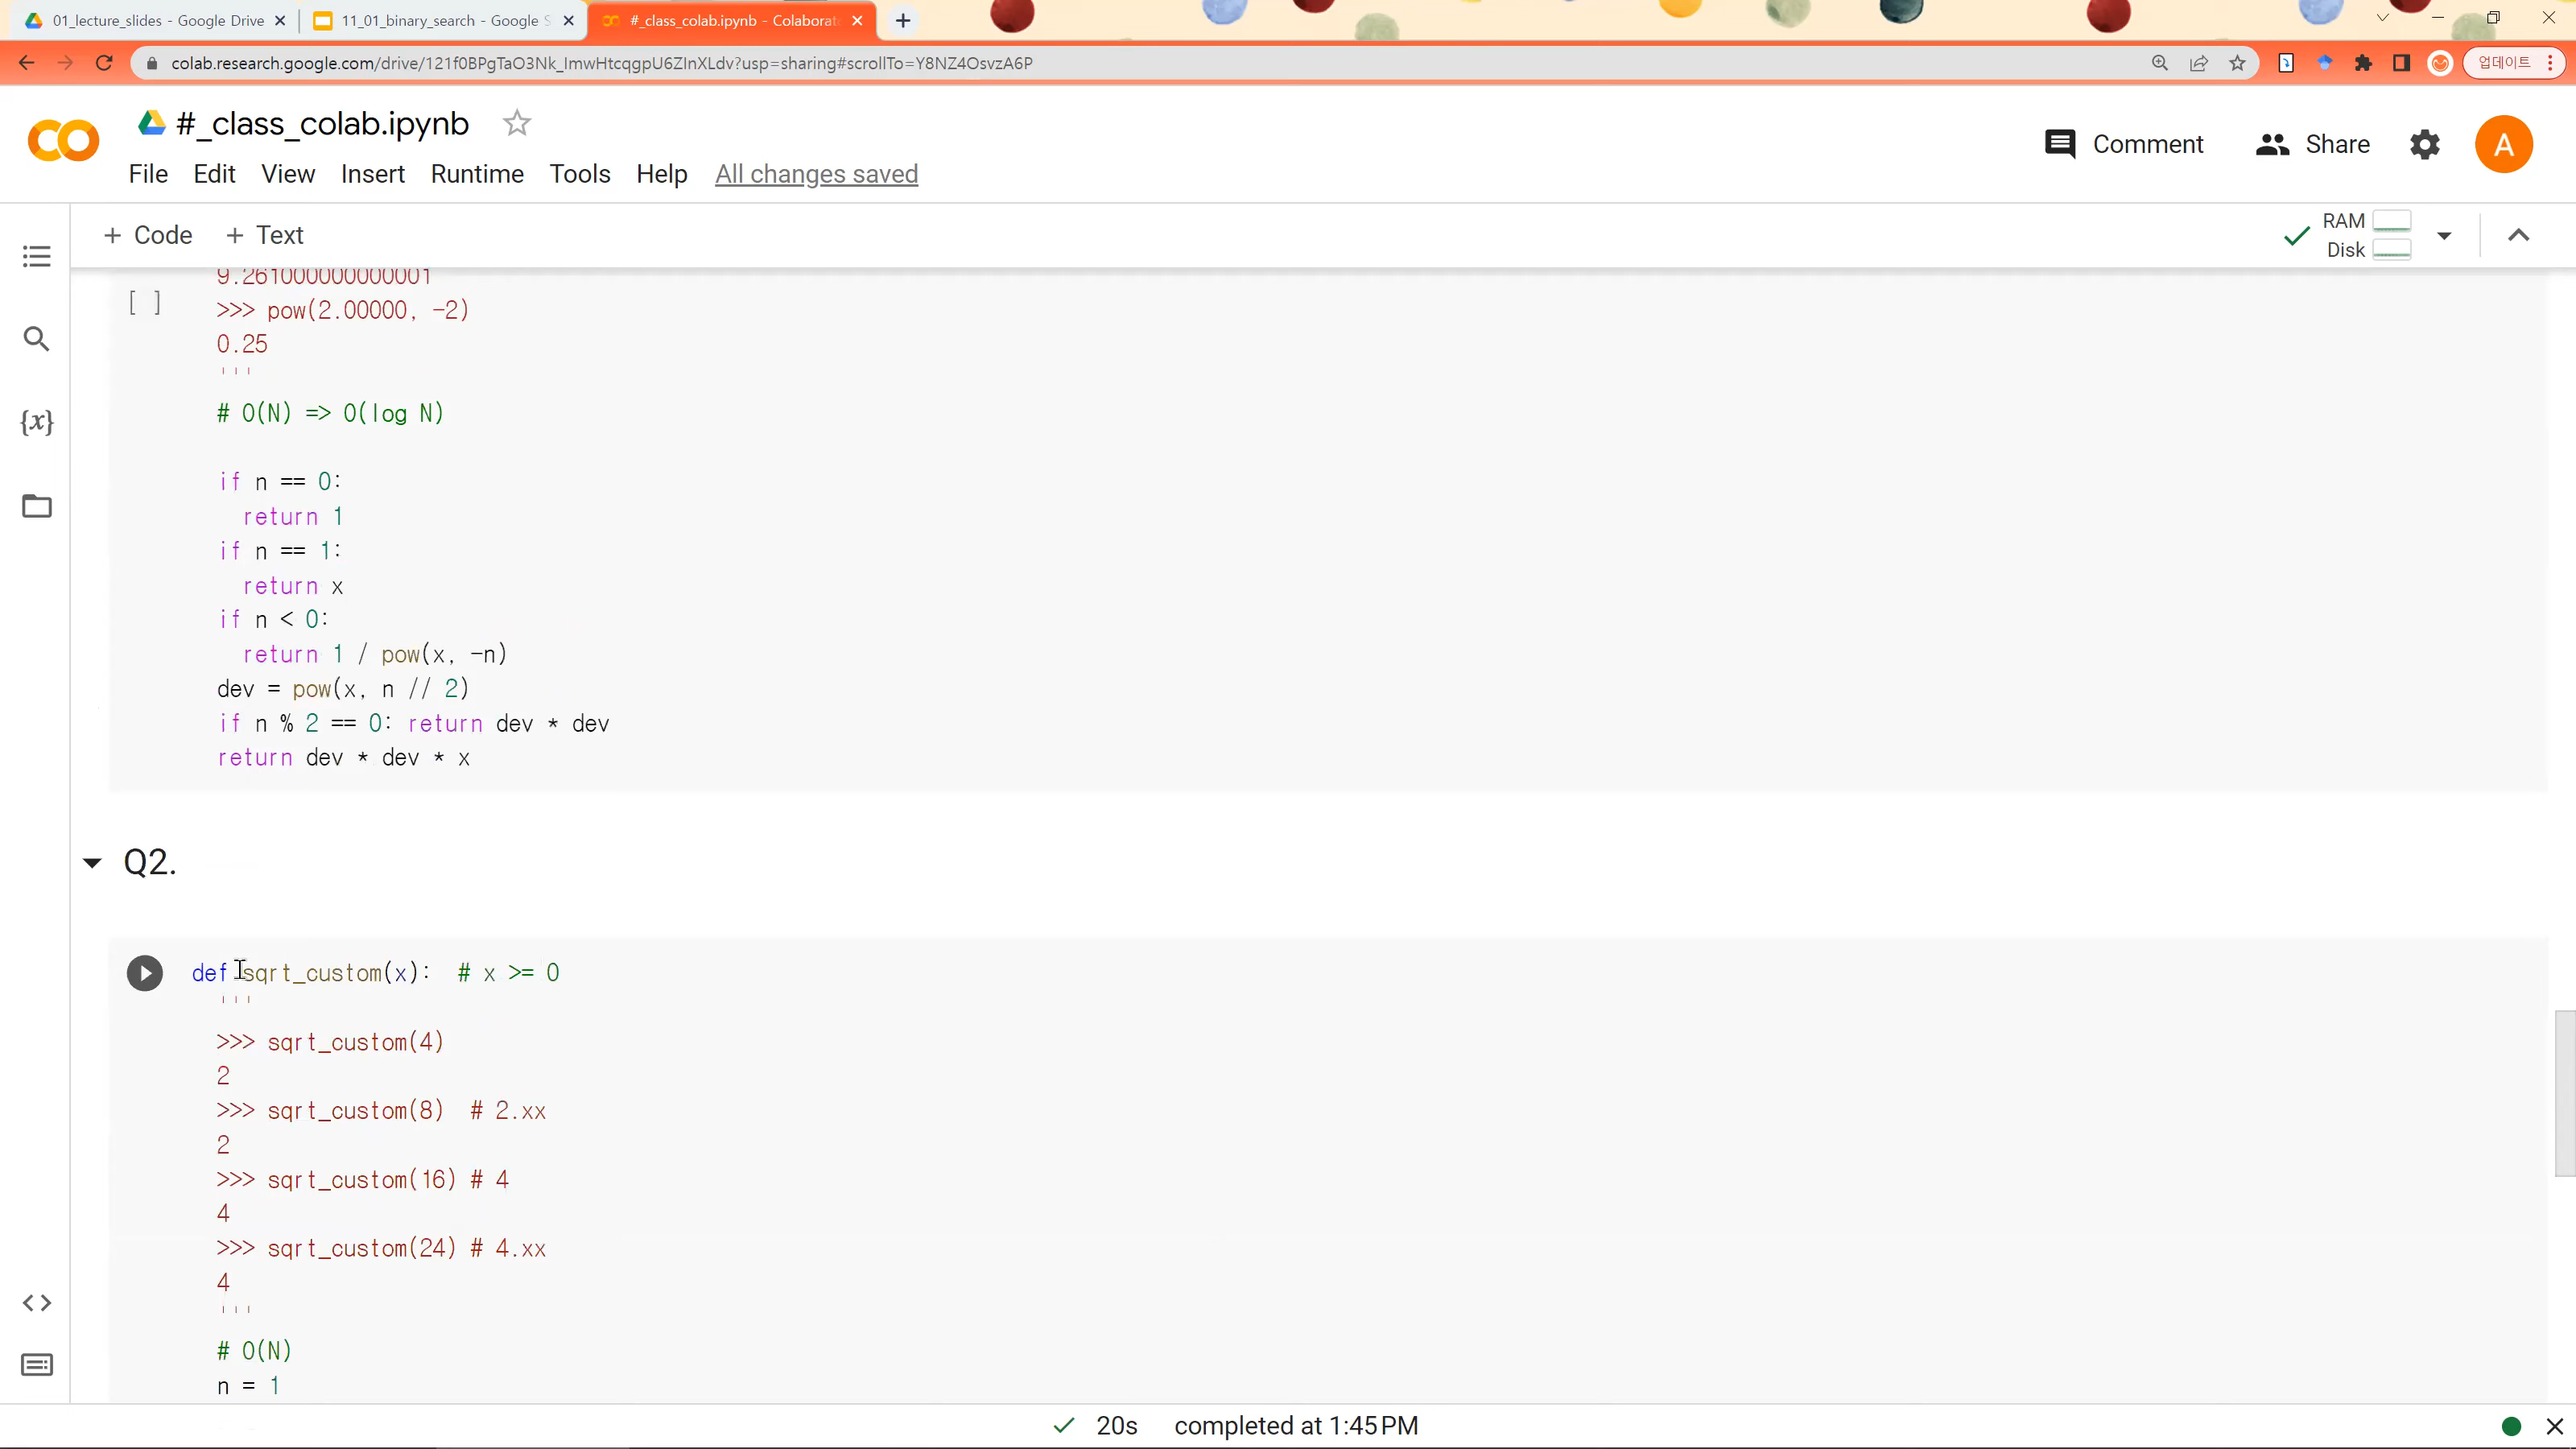 01_lecture_slides - Google Drive
11_01_binary_search - Google S
#_class_colab.ipynb - Colaborat
colab.research.google.com/drive/121f0BPgTaO3Nk_ImwHtcqgpU6ZInXLdv?usp=sharing#scrollTo=Y8NZ4OsvzA6P
업데이트
#_class_colab.ipynb
Comment
Share
A
File Edit View Insert Runtime Tools Help All changes saved
+ Code + Text
RAM
Disk
9.261000000000001
[ ]
>>> pow(2.00000, -2)
0.25
'''
# O(N) => O(log N)
if n == 0:
return 1
if n == 1:
return x
if n < 0:
return 1 / pow(x, -n)
dev = pow(x, n // 2)
if n % 2 == 0: return dev * dev
return dev * dev * x
{x}
Q2.
def sqrt_custom(x): # x >= 0
'''
>>> sqrt_custom(4)
2
>>> sqrt_custom(8) # 2.xx
2
>>> sqrt_custom(16) # 4
4
>>> sqrt_custom(24) # 4.xx
4
'''
# O(N)
n = 1
20s completed at 1:45 PM